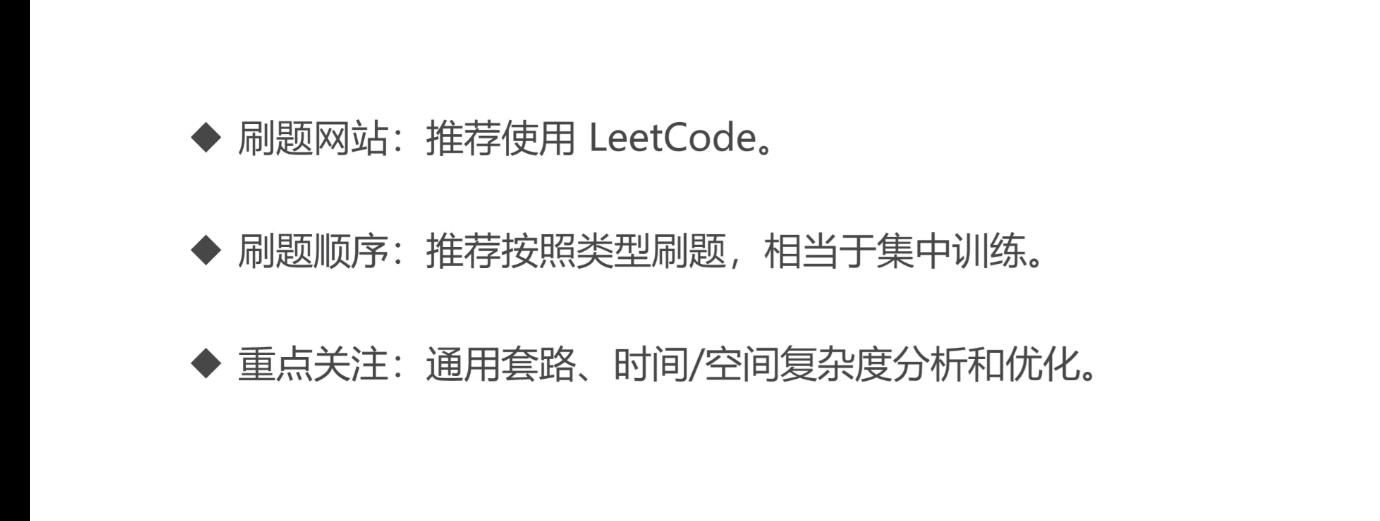 ◆ 刷题网站：推荐使用 LeetCode。
◆ 刷题顺序：推荐按照类型刷题，相当于集中训练。
◆ 重点关注：通用套路、时间/空间复杂度分析和优化。